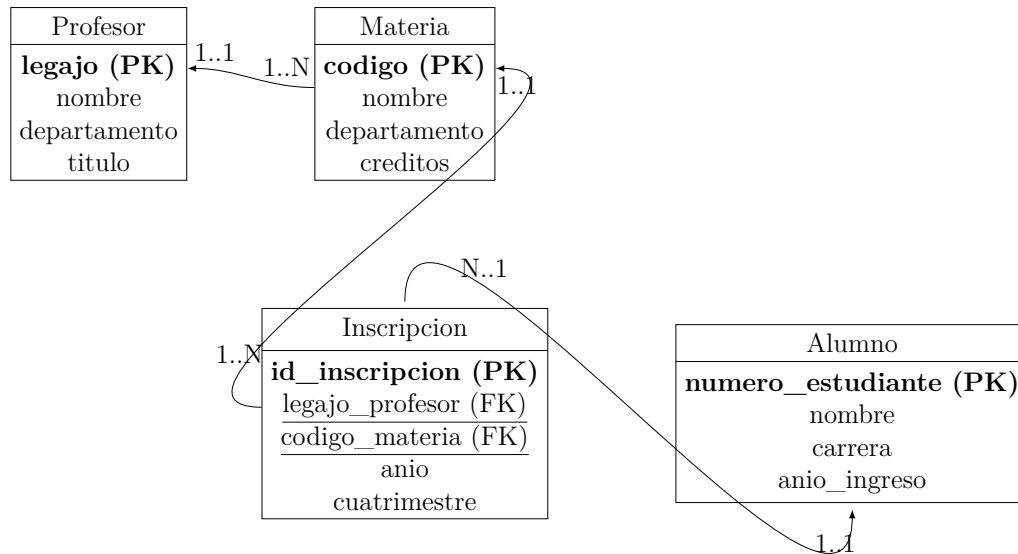 Profesor
legajo (PK)
nombre
departamento
titulo
1..1
1..N
Materia
codigo (PK)
nombre
departamento
creditos
1..1
N..1
1..N
Inscripcion
id_inscripcion (PK)
legajo_profesor (FK)
codigo_materia (FK)
anio
cuatrimestre
Alumno
numero_estudiante (PK)
nombre
carrera
anio_ingreso
1..1